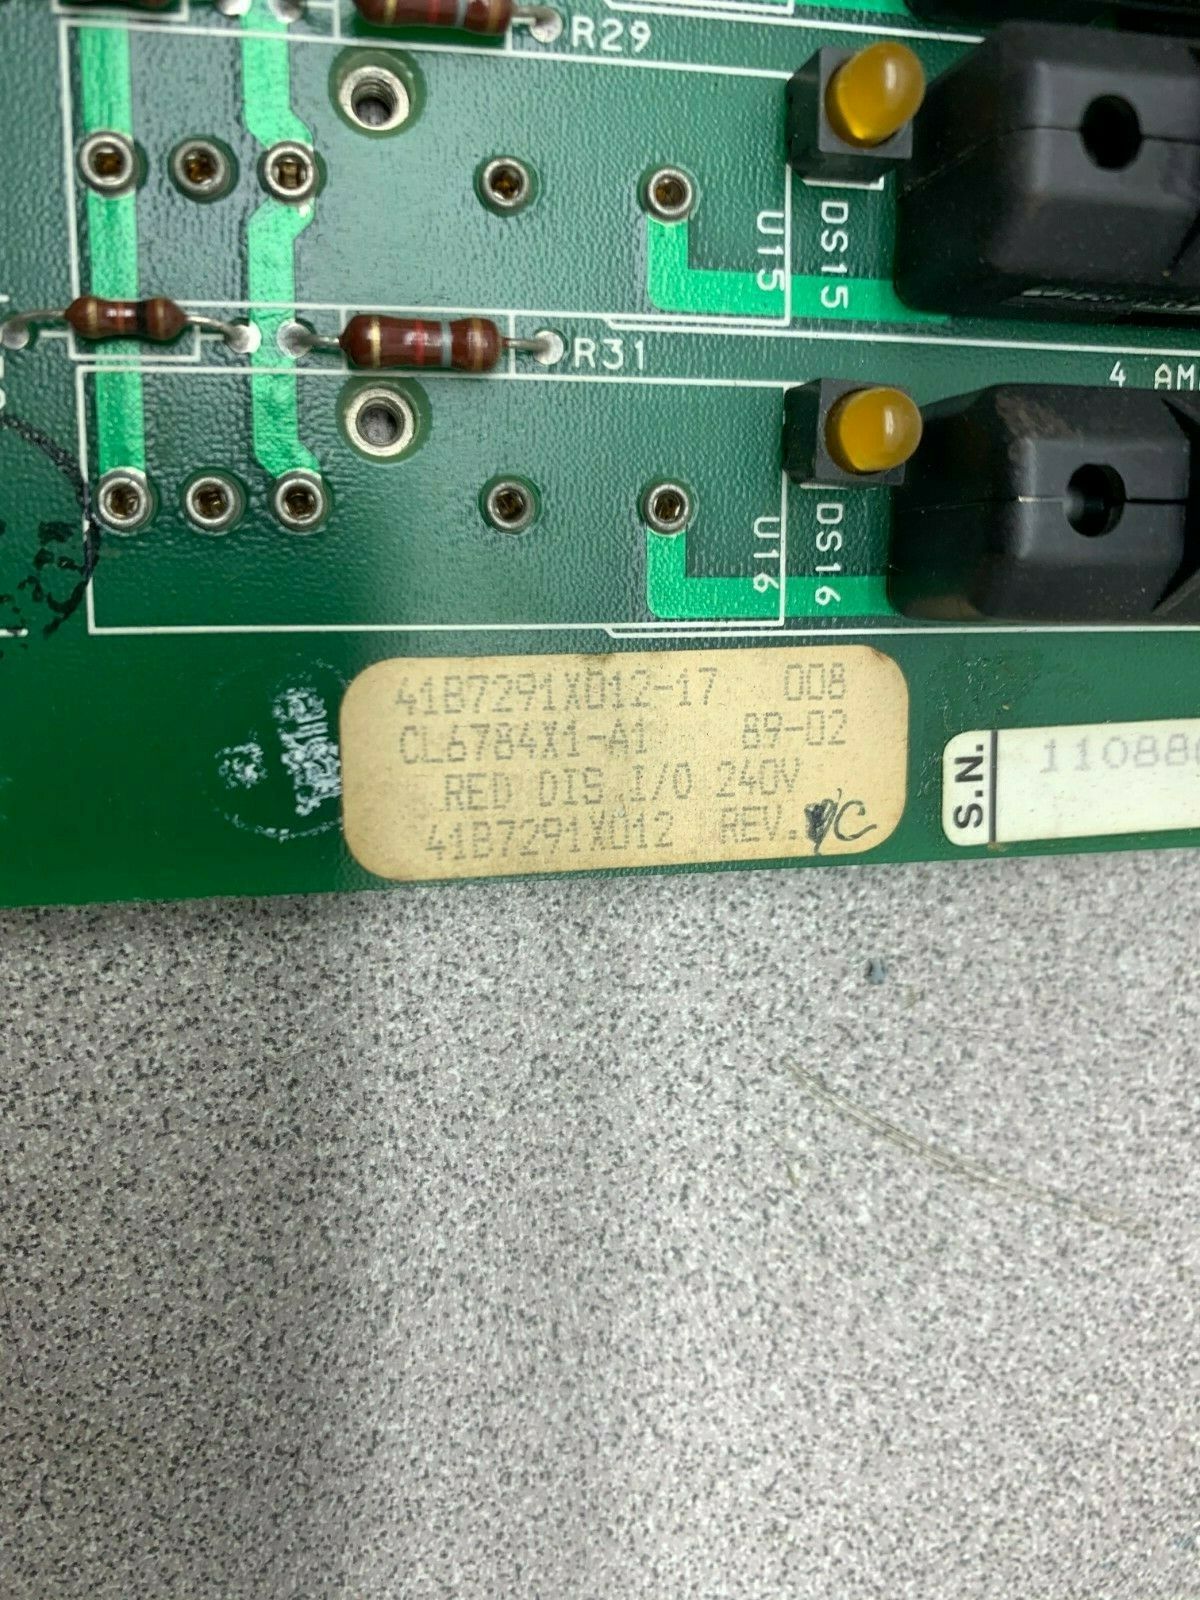 R29
DS15
U15
R31
4 AM
DS16
U16
41B7291X012-17 008
CL6784X1-A1 89-02
RED DIS I/O 240V
41B7291X012 REV. C
S.N. 11088